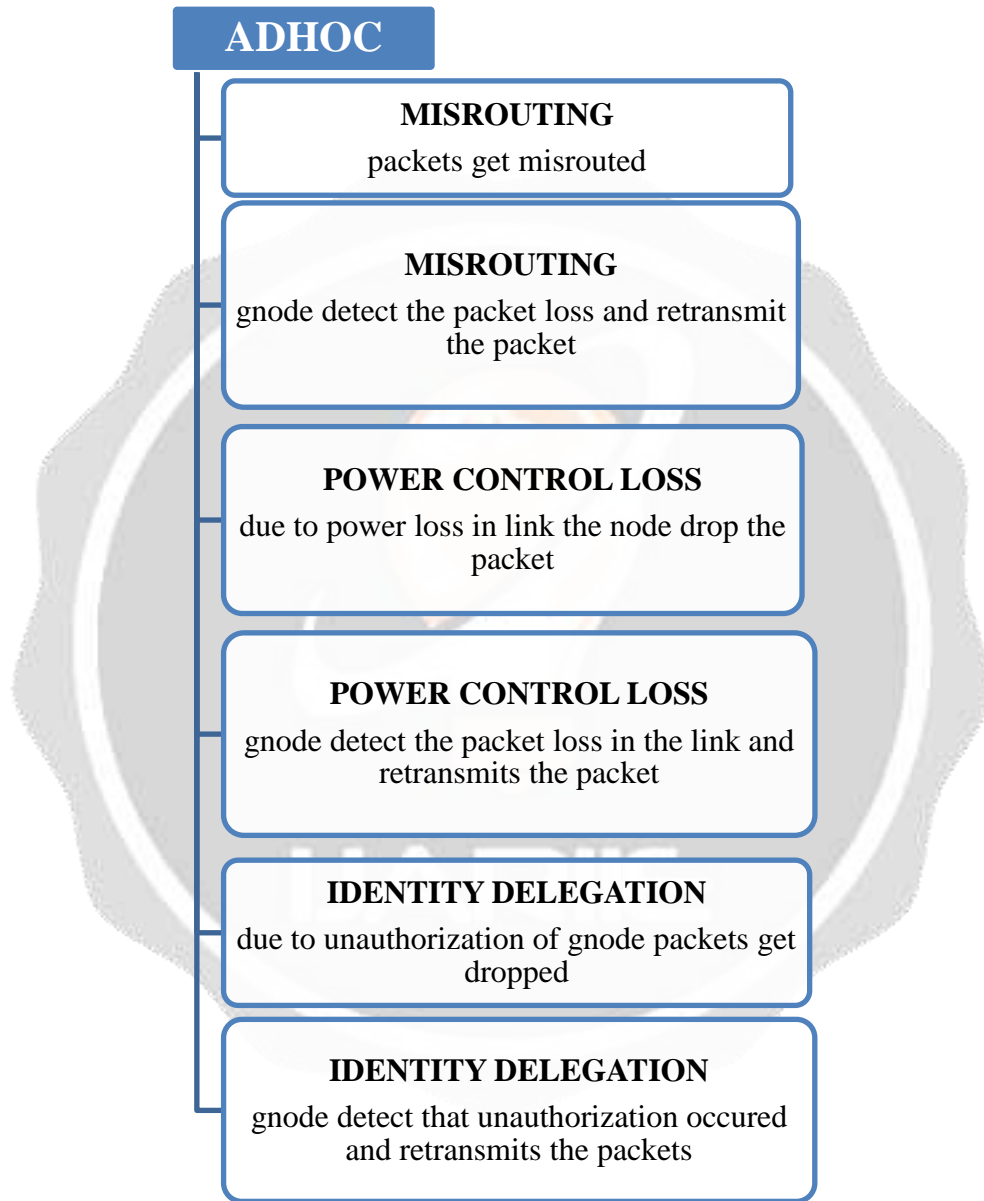 ADHOC
MISROUTING
packets get misrouted
MISROUTING
gnode detect the packet loss and retransmit
the packet
POWER CONTROL LOSS
due to power loss in link the node drop the
packet
POWER CONTROL LOSS
gnode detect the packet loss in the link and
retransmits the packet
IDENTITY DELEGATION
due to unauthorization of gnode packets get
dropped
IDENTITY DELEGATION
gnode detect that unauthorization occured
and retransmits the packets